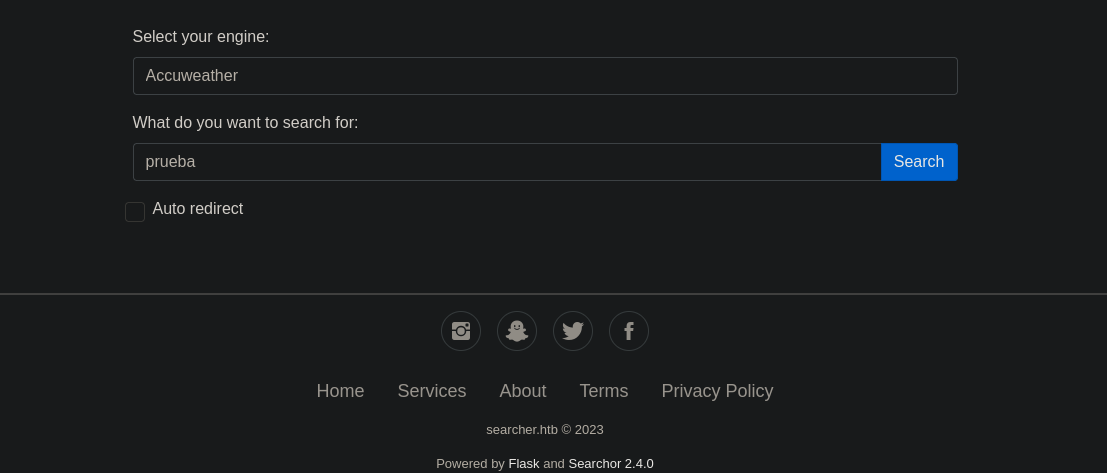 Select your engine:
Accuweather
What do you want to search for:
prueba Search
Auto redirect
Home Services About Terms Privacy Policy
searcher.htb © 2023
Powered by Flask and Searchor 2.4.0